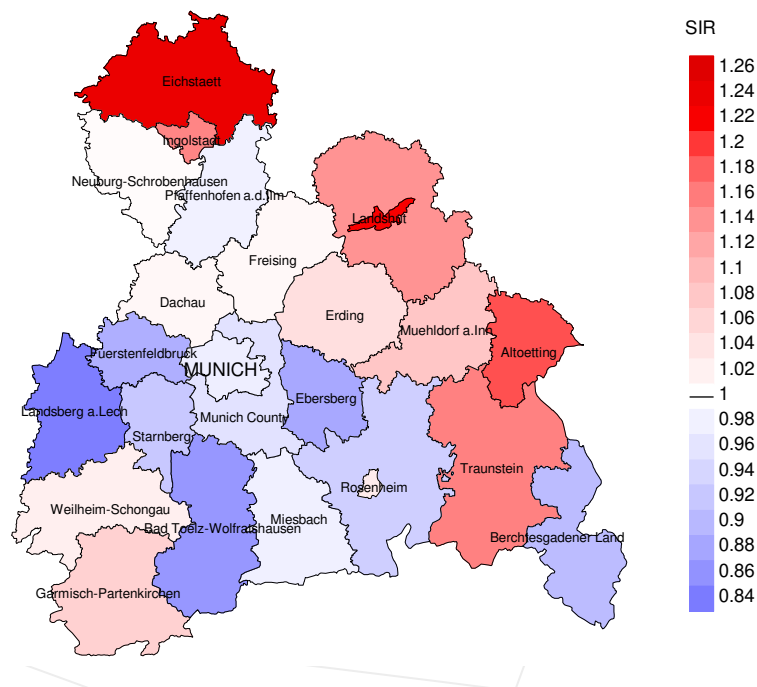 SIR
1.26
1.24
1.22
1.2
1.18
1.16
1.14
1.12
1.1
1.08
1.06
1.04
1.02
1
0.98
0.96
0.94
0.92
0.9
0.88
0.86
0.84
Eichstaett
Ingolstadt
Neuburg-Schrobenhausen
Pfaffenhofen a.d.Ilm
Landshut
Freising
Dachau
Erding
Muehldorf a.Inn
Altoetting
Fuerstenfeldbruck
MUNICH
Ebersberg
Landsberg a.Lech
Munich County
Starnberg
Traunstein
Rosenheim
Weilheim-Schongau
Miesbach
Bad Toelz-Wolfratshausen
Berchtesgadener Land
Garmisch-Partenkirchen